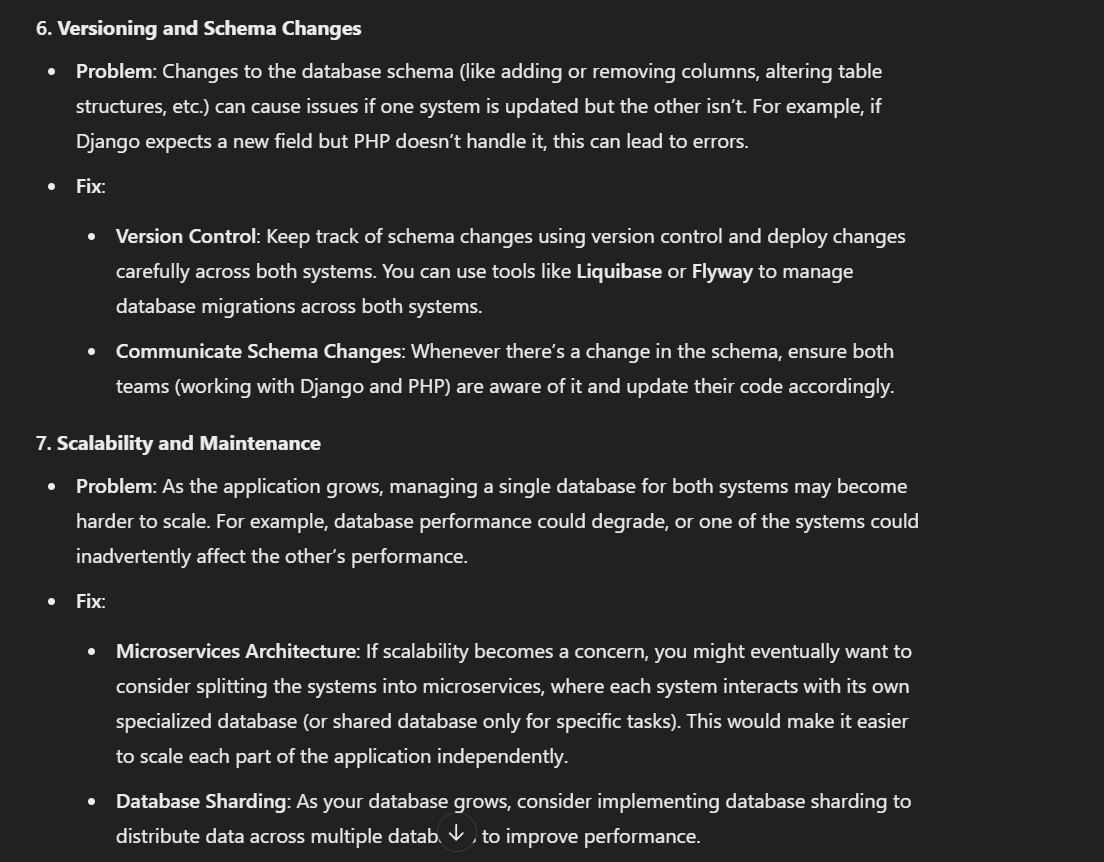 6. Versioning and Schema Changes
• Problem: Changes to the database schema (like adding or removing columns, altering table
structures, etc.) can cause issues if one system is updated but the other isn’t. For example, if
Django expects a new field but PHP doesn’t handle it, this can lead to errors.
• Fix:
• Version Control: Keep track of schema changes using version control and deploy changes
carefully across both systems. You can use tools like Liquibase or Flyway to manage
database migrations across both systems.
• Communicate Schema Changes: Whenever there’s a change in the schema, ensure both
teams (working with Django and PHP) are aware of it and update their code accordingly.
7. Scalability and Maintenance
• Problem: As the application grows, managing a single database for both systems may become
harder to scale. For example, database performance could degrade, or one of the systems could
inadvertently affect the other’s performance.
• Fix:
• Microservices Architecture: If scalability becomes a concern, you might eventually want to
consider splitting the systems into microservices, where each system interacts with its own
specialized database (or shared database only for specific tasks). This would make it easier
to scale each part of the application independently.
• Database Sharding: As your database grows, consider implementing database sharding to
distribute data across multiple to improve performance.